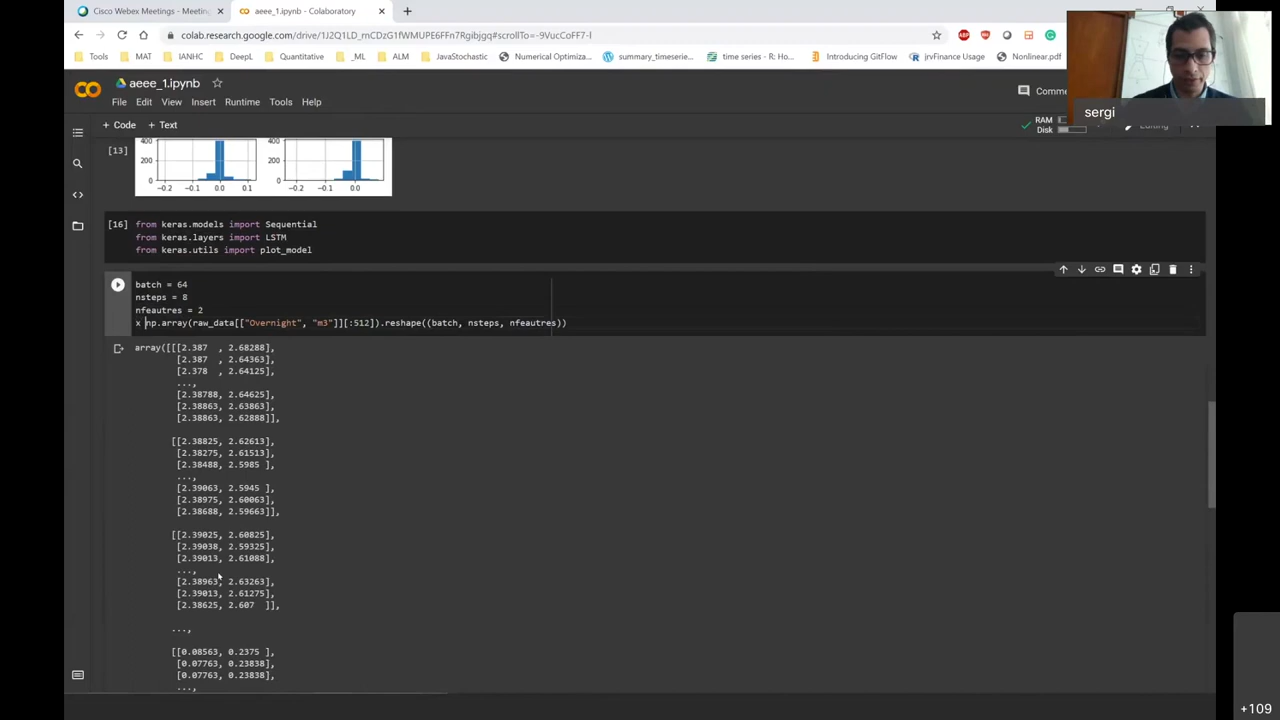 Cisco Webex Meetings - Meeting
aeee_1.ipynb - Colaboratory
colab.research.google.com/drive/1J2Q1LD_mCDzG1fWMUPE6FFn7Rgibjgq#scrollTo=-9VucCoFF7-l
Tools MAT IANHC DeepL Quantitative _ML ALM JavaStochastic Numerical Optimiza... summary_timeserie... time series - R: Ho... Introducing GitFlow jrvFinance Usage Nonlinear.pdf
sergi
aeee_1.ipynb
File Edit View Insert Runtime Tools Help
+ Code + Text
RAM
Disk
Editing
[13]
400
200
0
-0.2 -0.1 0.0 0.1
400
200
0
-0.2 0.0
[16] from keras.models import Sequential
from keras.layers import LSTM
from keras.utils import plot_model
batch = 64
nsteps = 8
nfeautres = 2
x np.array(raw_data[["Overnight", "m3"]][:512]).reshape((batch, nsteps, nfeautres))
array([[[2.387 , 2.68288],
[2.387 , 2.64363],
[2.378 , 2.64125],
...,
[2.38788, 2.64625],
[2.38863, 2.63863],
[2.38863, 2.62888]],
[[2.38825, 2.62613],
[2.38275, 2.61513],
[2.38488, 2.5985 ],
...,
[2.39063, 2.5945 ],
[2.38975, 2.60063],
[2.38688, 2.59663]],
[[2.39025, 2.60825],
[2.39038, 2.59325],
[2.39013, 2.61088],
...,
[2.38963, 2.63263],
[2.39013, 2.61275],
[2.38625, 2.607 ]],
...,
[[0.08563, 0.2375 ],
[0.07763, 0.23838],
[0.07763, 0.23838],
...,
+109